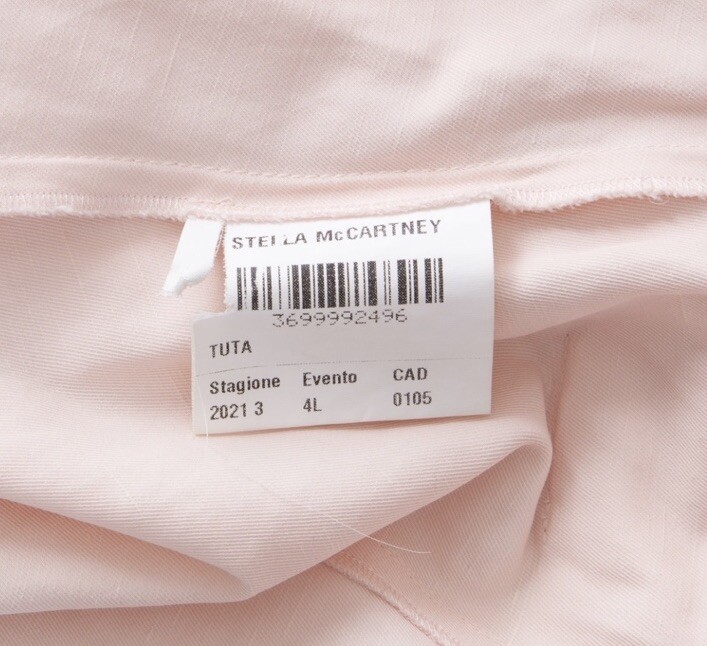 STELLA McCARTNEY
3699992496
TUTA
Stagione Evento CAD
2021 3 4L 0105